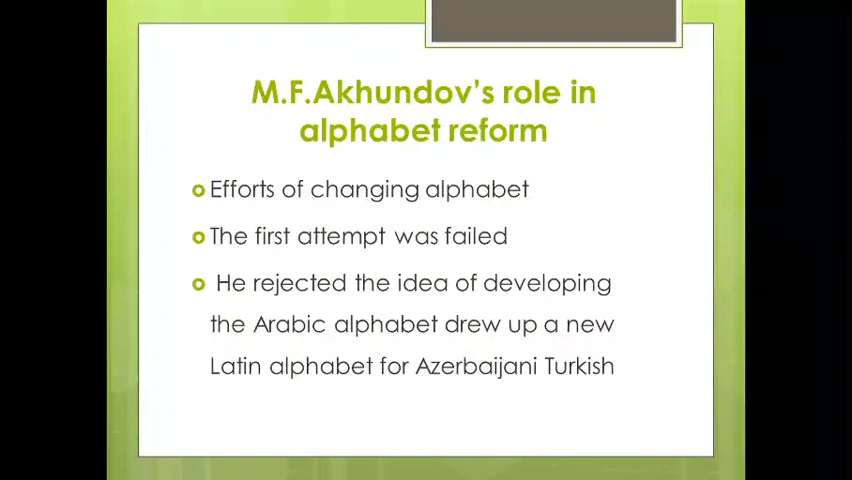 M.F.Akhundov's role in
alphabet reform
Efforts of changing alphabet
The first attempt was failed
He rejected the idea of developing
the Arabic alphabet drew up a new
Latin alphabet for Azerbaijani Turkish